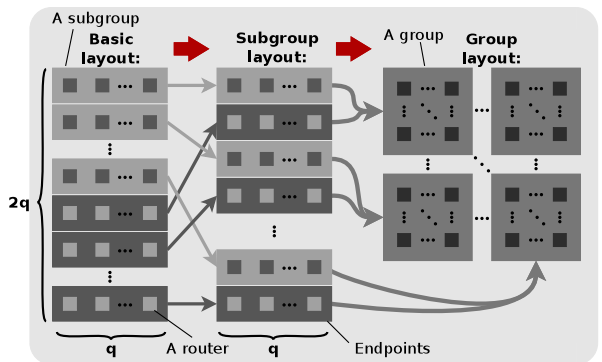 A subgroup
Basic
layout:
Subgroup
layout:
A group
Group
layout:
2q
q
A router
q
Endpoints